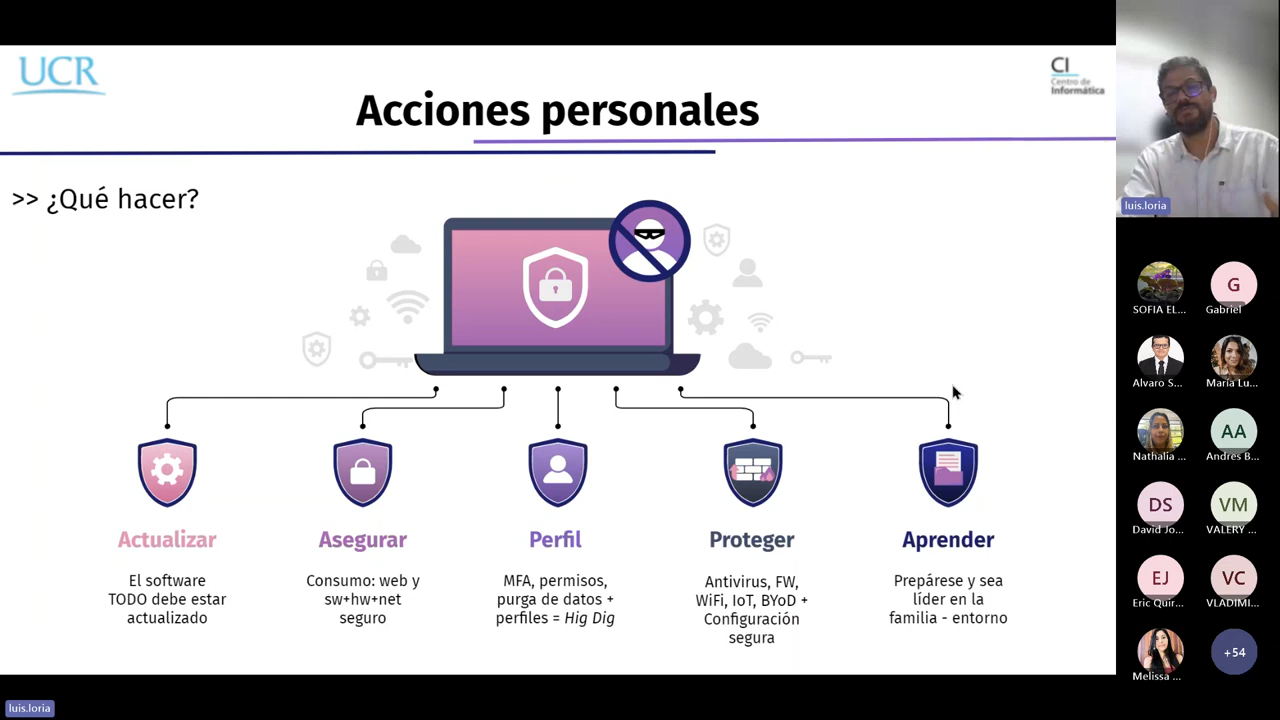 UCR
CI
Centro de
Informática
Acciones personales
>> ¿Qué hacer?
Actualizar
El software
TODO debe estar
actualizado
Asegurar
Consumo: web y
sw+hw+net
seguro
Perfil
MFA, permisos,
purga de datos +
perfiles = Hig Dig
Proteger
Antivirus, FW,
WiFi, IoT, BYoD +
Configuración
segura
Aprender
Prepárese y sea
líder en la
familia - entorno
luis.loria
SOFIA EL...
G
Gabriel
Alvaro S...
María Lu...
Nathalia ...
AA
Andres B...
DS
David Jo...
VM
VALERY ...
EJ
Eric Quir...
VC
VLADIMI...
Melissa ...
+54
luis.loria